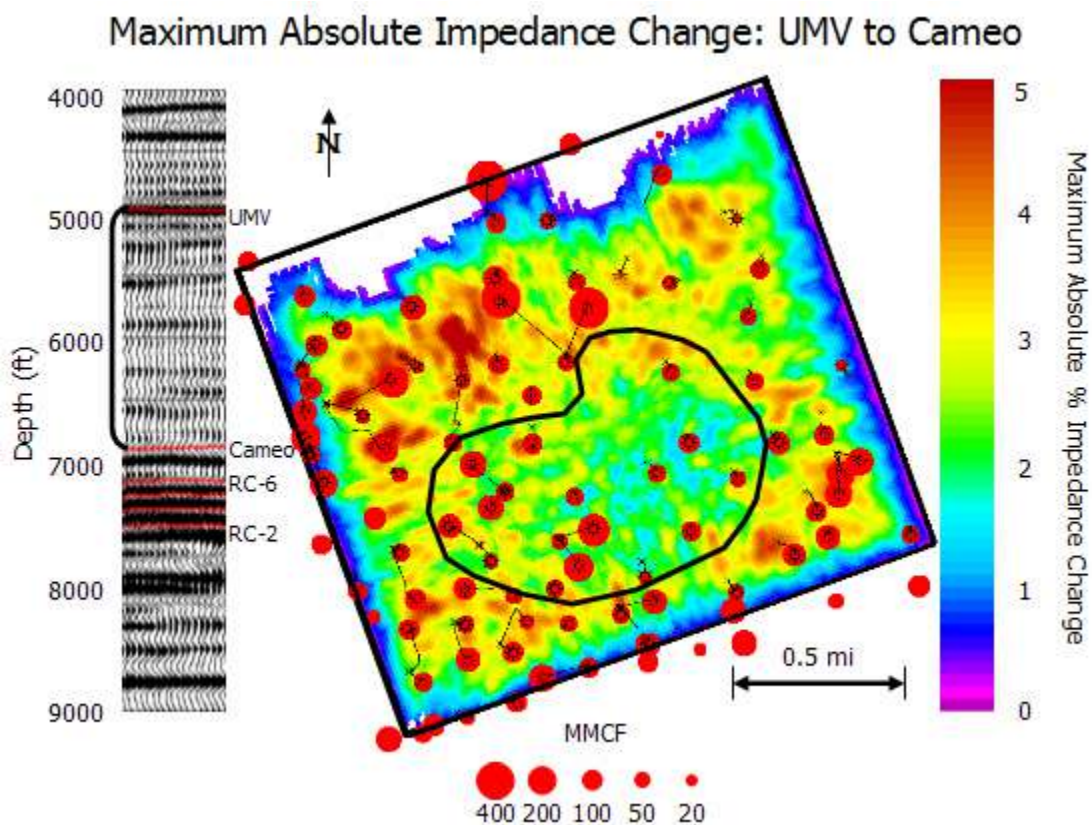 Maximum Absolute Impedance Change: UMV to Cameo
4000
5000
6000
7000
8000
9000
Depth (ft)
UMV
Cameo
RC-6
RC-2
N
0.5 mi
MMCF
400 200 100 50 20
5
4
3
2
1
0
Maximum Absolute % Impedance Change